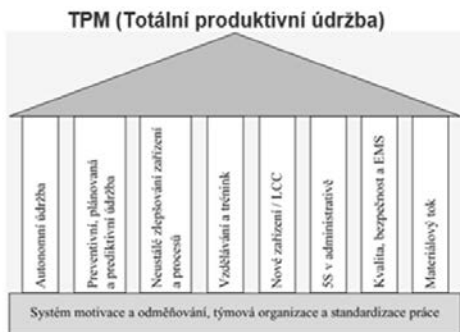 TPM (Totální produktivní údržba)
Autonomní údržba
Preventivní, plánovaná
a prediktivní údržba
Neustálé zlepšování zařízení
a procesů
Vzdělávání a trénink
Nové zařízení / LCC
5S v administrativě
Kvalita, bezpečnost a EMS
Materiálový tok
Systém motivace a odměňování, týmová organizace a standardizace práce